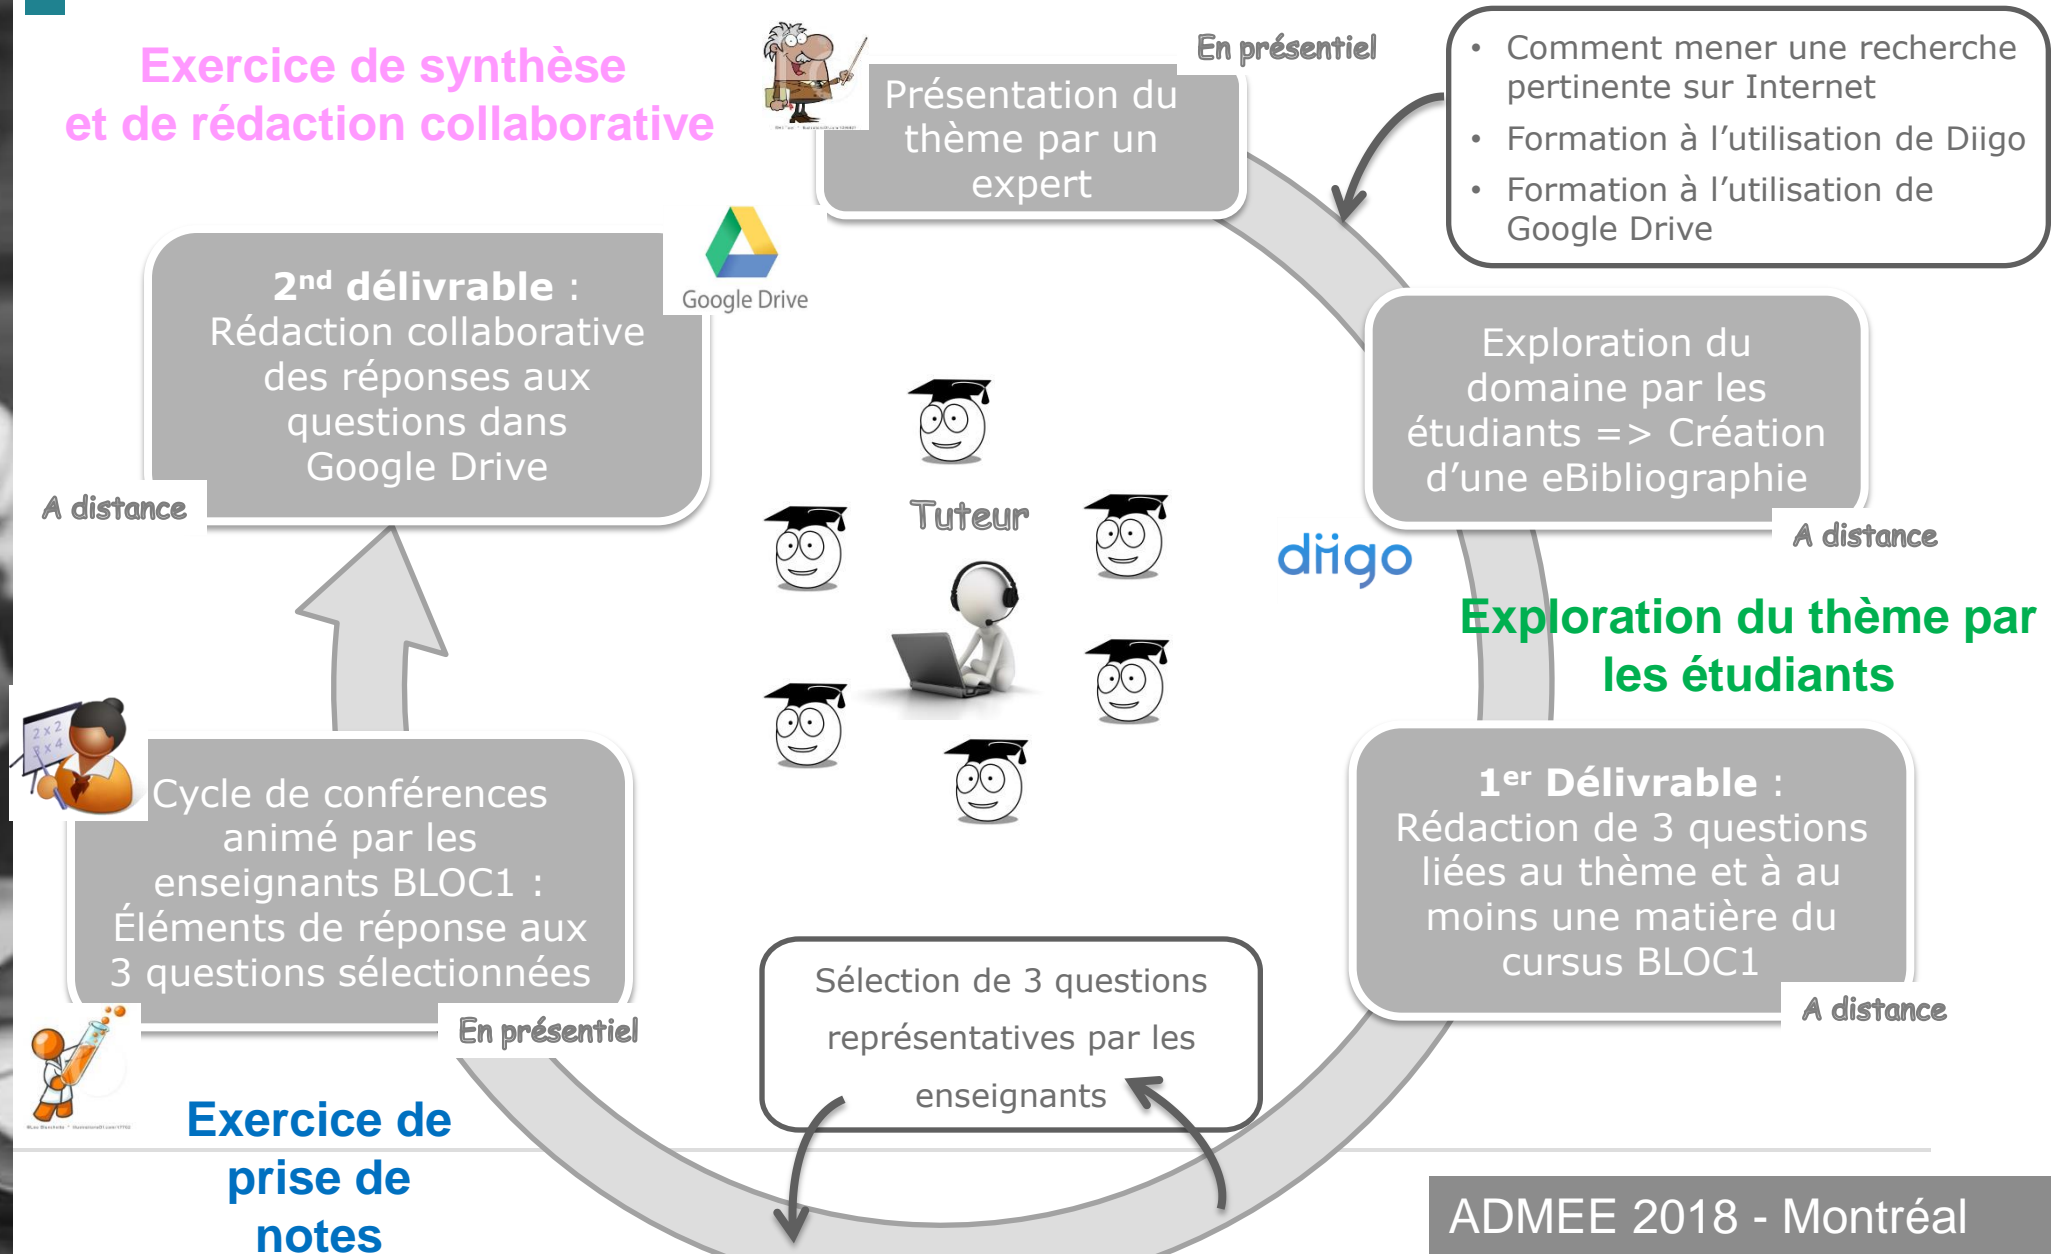 Exercice de synthèse
et de rédaction collaborative
En présentiel
Présentation du
thème par un
expert
• Comment mener une recherche
pertinente sur Internet
• Formation à l’utilisation de Diigo
• Formation à l’utilisation de
Google Drive
2nd délivrable :
Rédaction collaborative
des réponses aux
questions dans
Google Drive
Google Drive
A distance
Exploration du
domaine par les
étudiants => Création
d’une eBibliographie
A distance
Tuteur
diigo
Exploration du thème par
les étudiants
1er Délivrable :
Rédaction de 3 questions
liées au thème et à au
moins une matière du
cursus BLOC1
A distance
2 x 2
3 x 4
Cycle de conférences
animé par les
enseignants BLOC1 :
Éléments de réponse aux
3 questions sélectionnées
En présentiel
Sélection de 3 questions
représentatives par les
enseignants
Exercice de
prise de
notes
ADMEE 2018 - Montréal